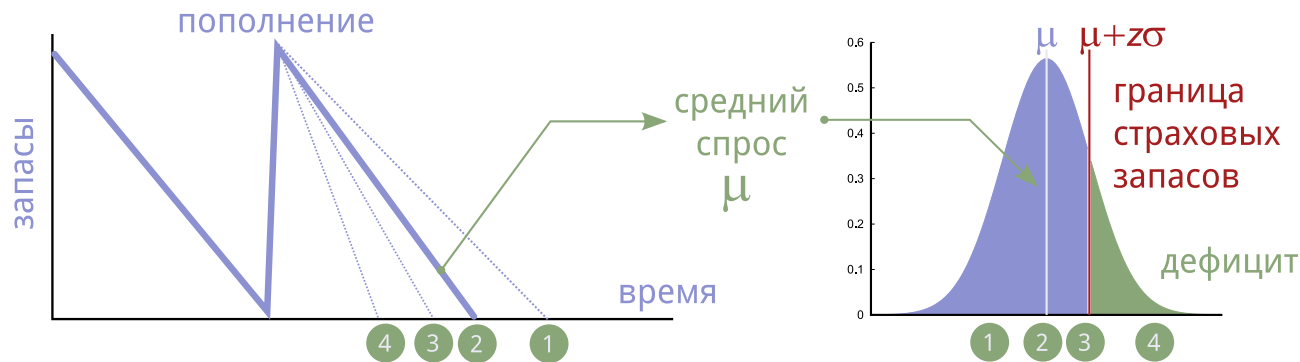 пополнение
запасы
время
4 3 2 1
средний
спрос
μ
μ μ+zσ
граница
страховых
запасов
дефицит
0.6
0.5
0.4
0.3
0.2
0.1
0
1 2 3 4